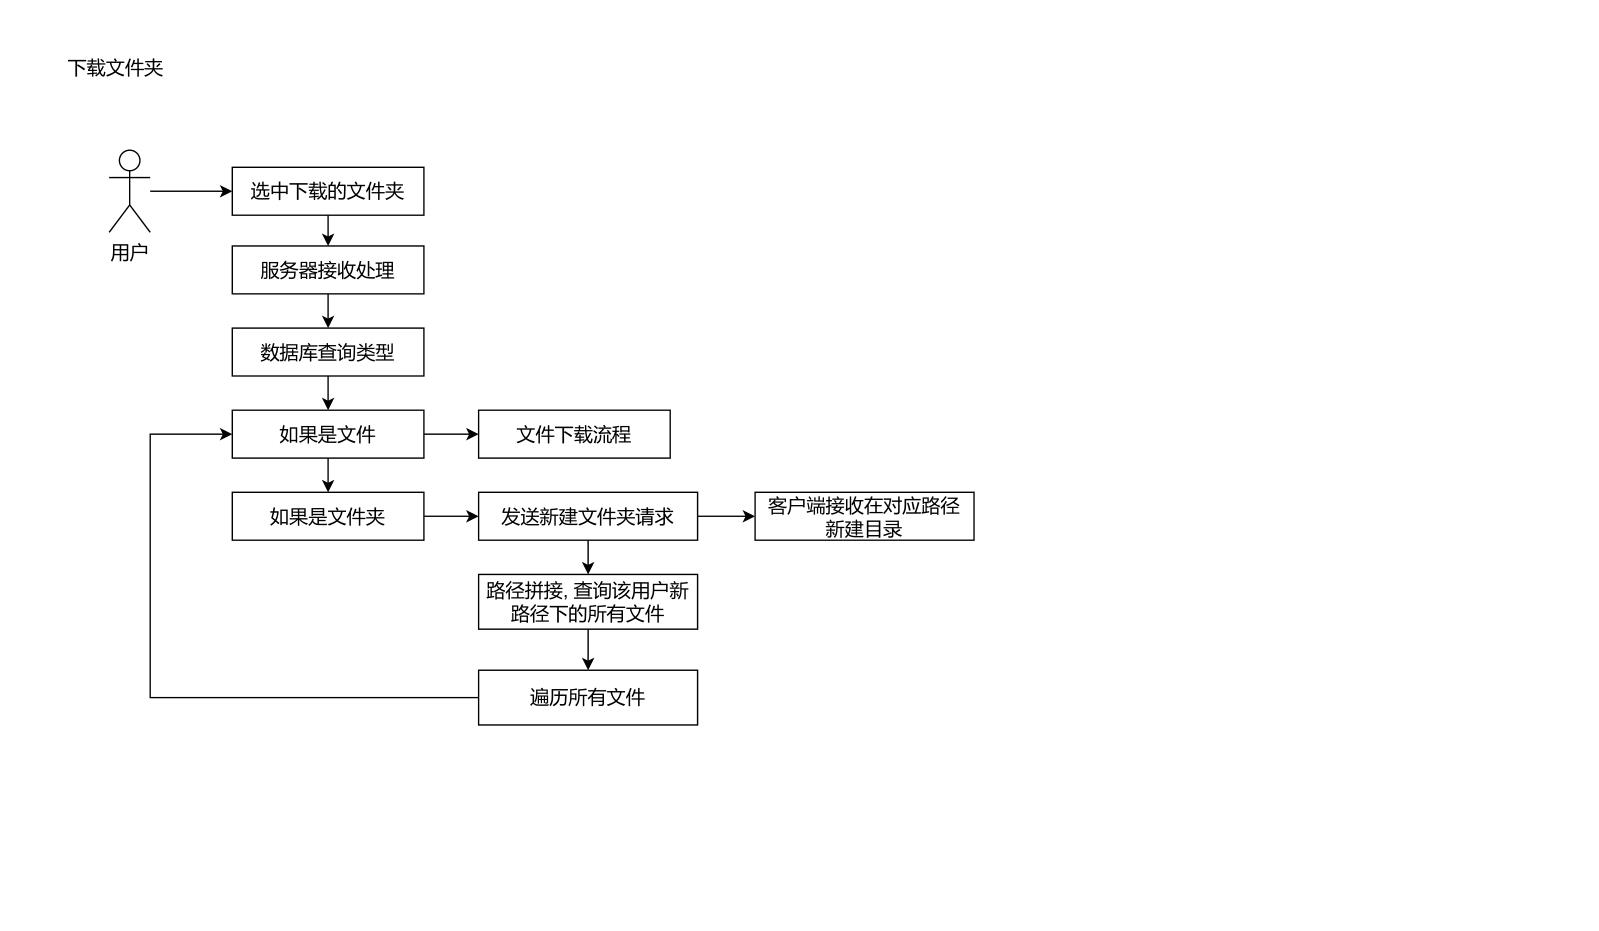 下载文件夹
选中下载的文件夹
用户
服务器接收处理
数据库查询类型
如果是文件
文件下载流程
如果是文件夹
发送新建文件夹请求
客户端接收在对应路径
新建目录
路径拼接, 查询该用户新
路径下的所有文件
遍历所有文件